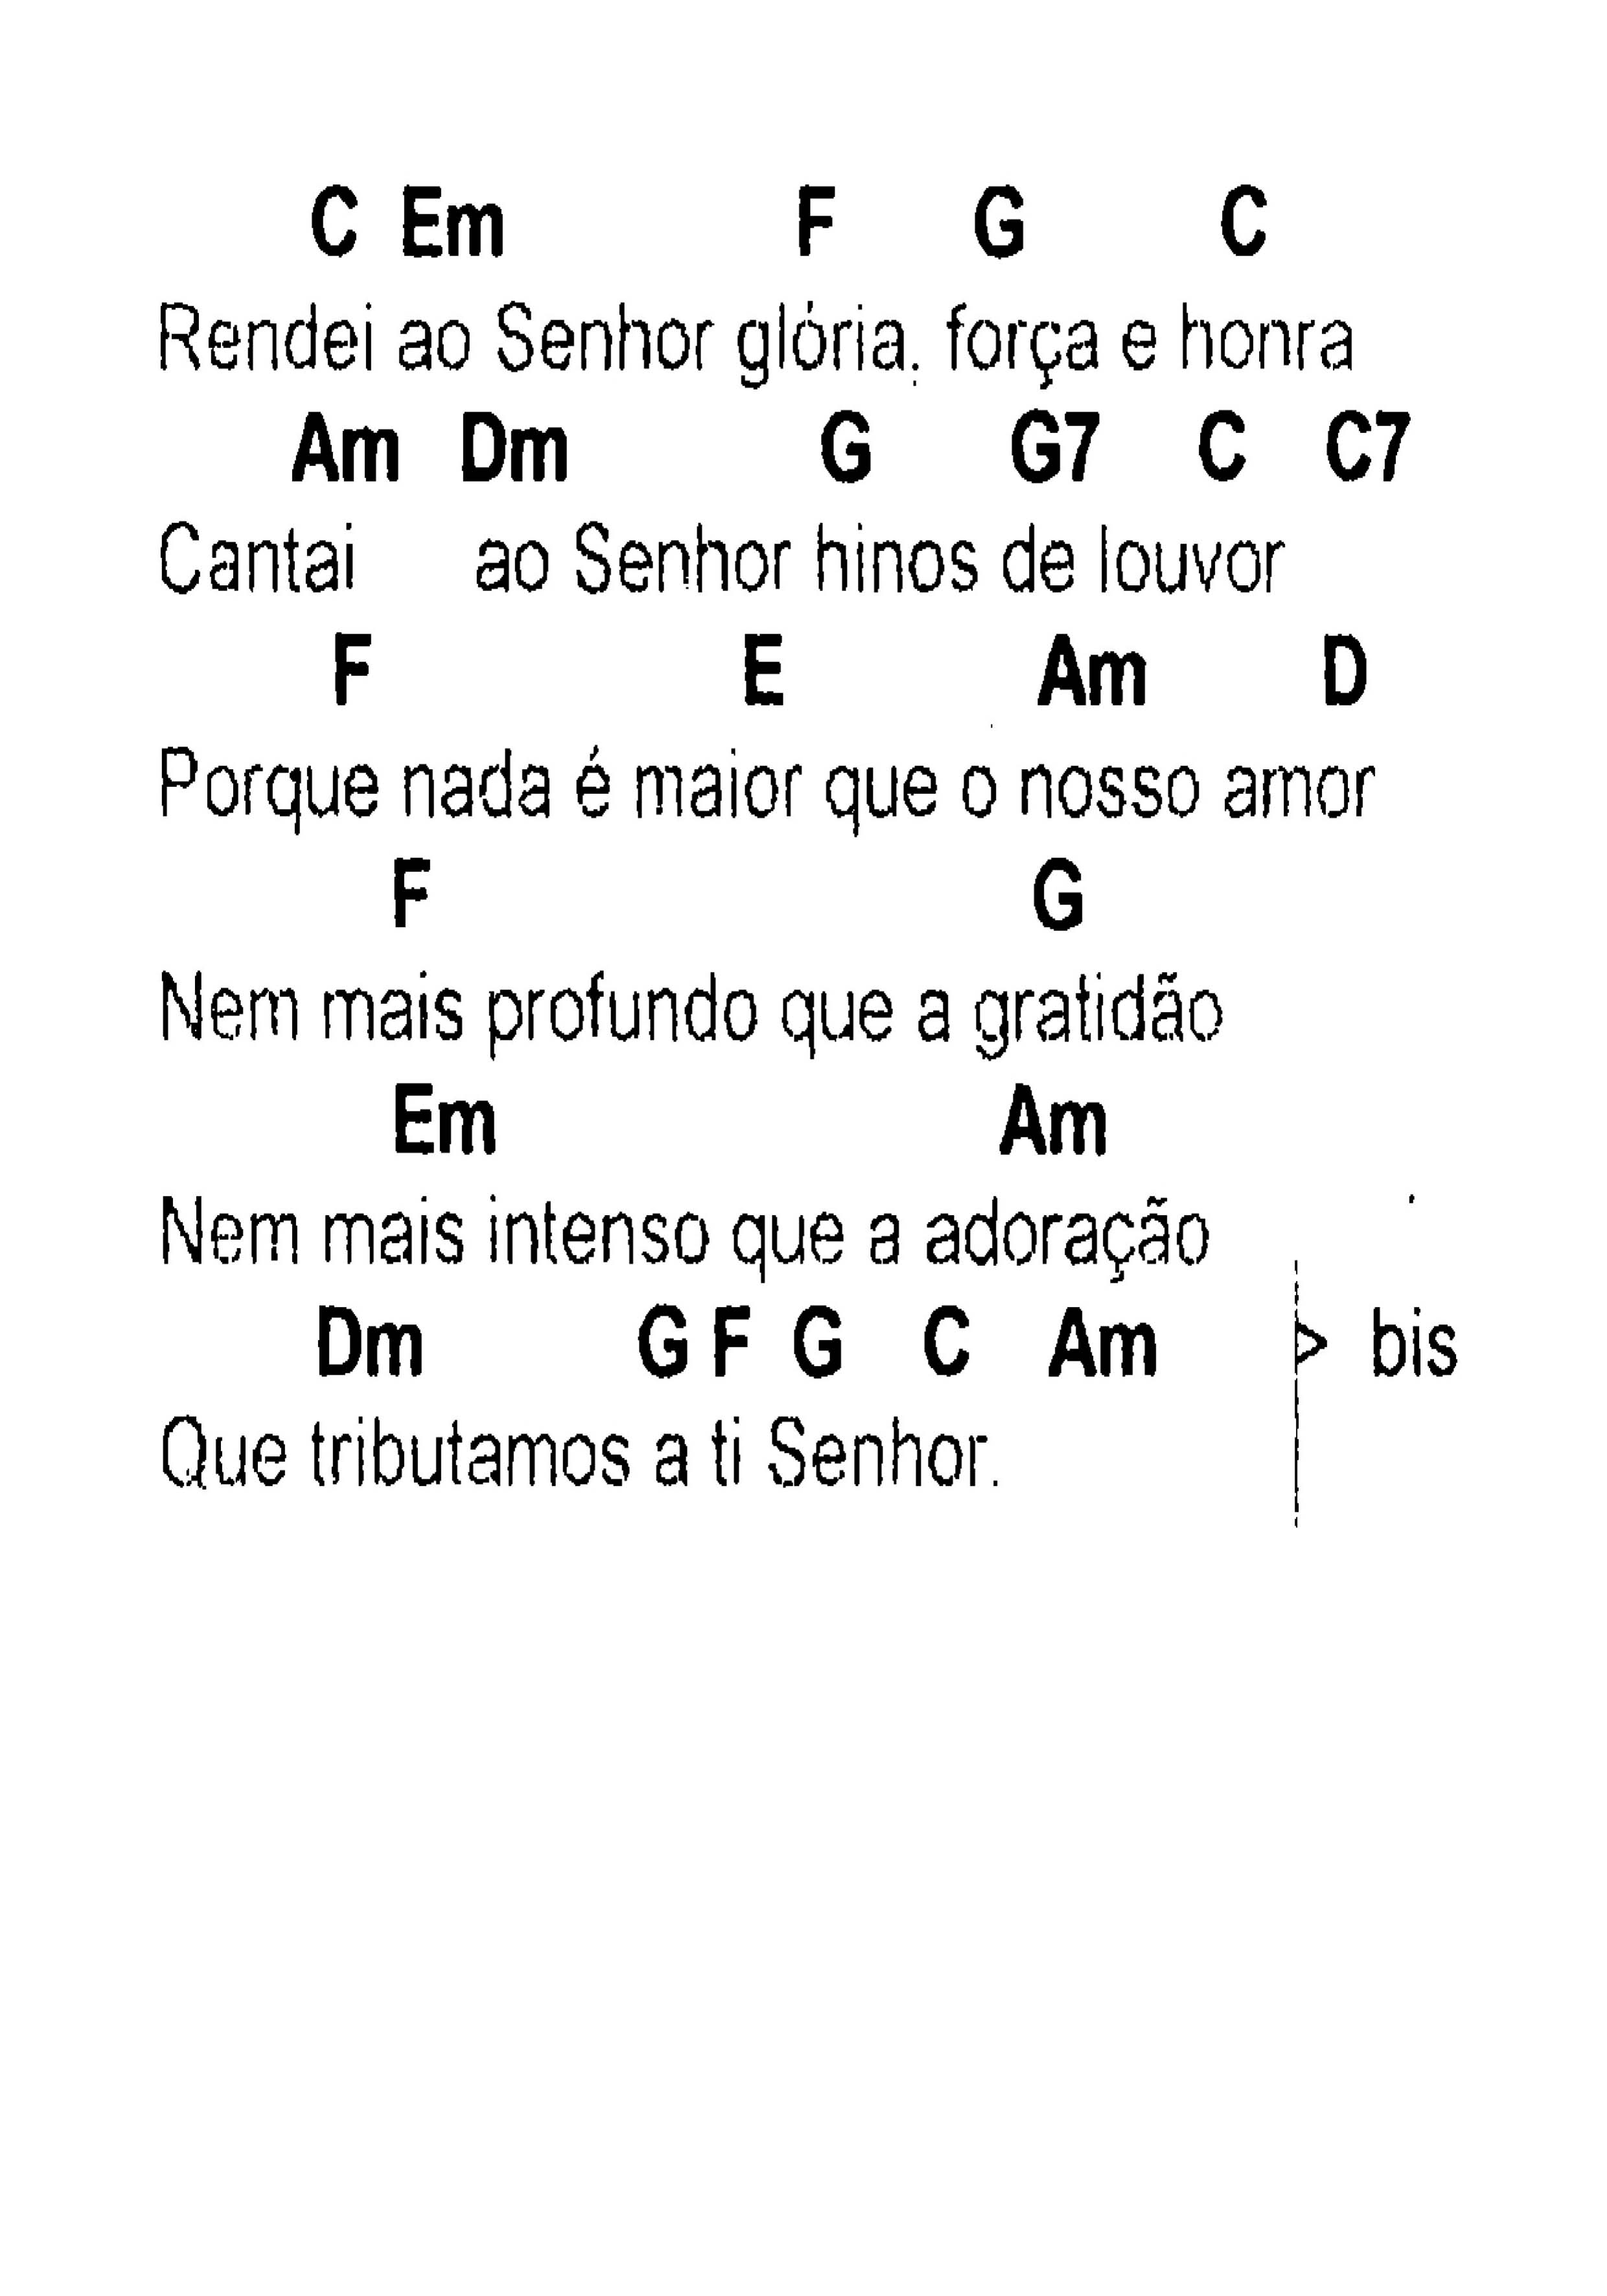 C Em F G C
Rendei ao Senhor glória, força e honra
Am Dm G G7 C C7
Cantai ao Senhor hinos de louvor
F E Am D
Porque nada é maior que o nosso amor
F G
Nem mais profundo que a gratidão
Em Am
Nem mais intenso que a adoração
Dm G F G C Am > bis
Que tributamos a ti Senhor.